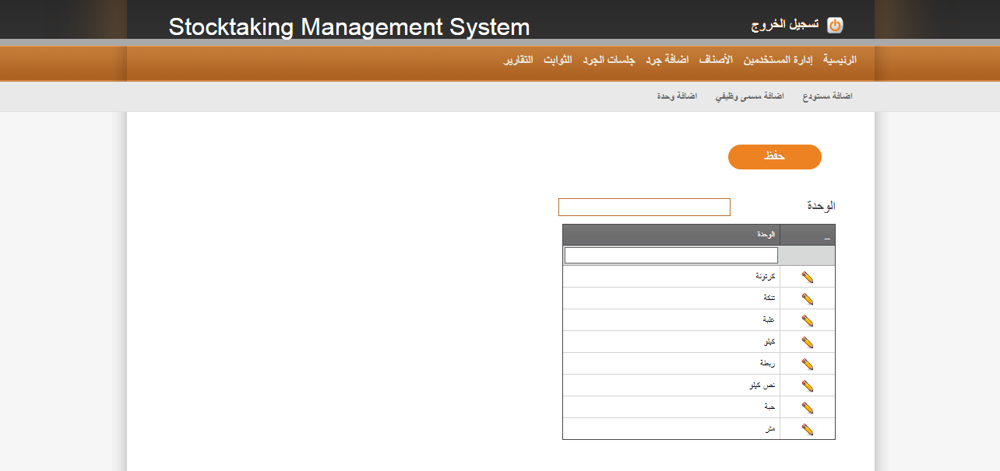 تسجيل الخروج
Stocktaking Management System
الرئيسية إدارة المستخدمين الأصناف اضافة جرد جلسات الجرد الثوابت التقارير
اضافة مستودع اضافة مسمى وظيفي اضافة وحدة
حفظ
الوحدة
_ الوحدة
كرتونة
تنكة
علبة
كيلو
ربطة
نص كيلو
حبة
متر